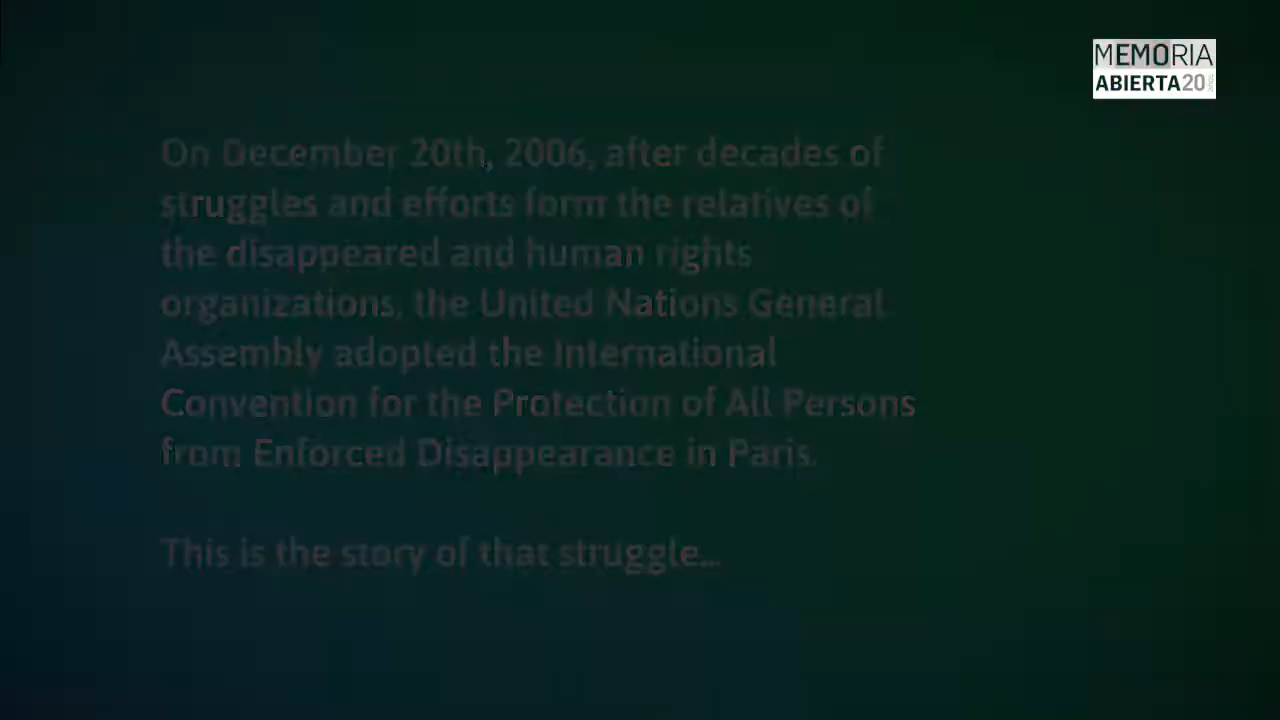 MEMORIA
ABIERTA20
On December 20th, 2006, after decades of
struggles and efforts form the relatives of
the disappeared and human rights
organizations, the United Nations General
Assembly adopted the International
Convention for the Protection of All Persons
from Enforced Disappearance in Paris.
This is the story of that struggle...